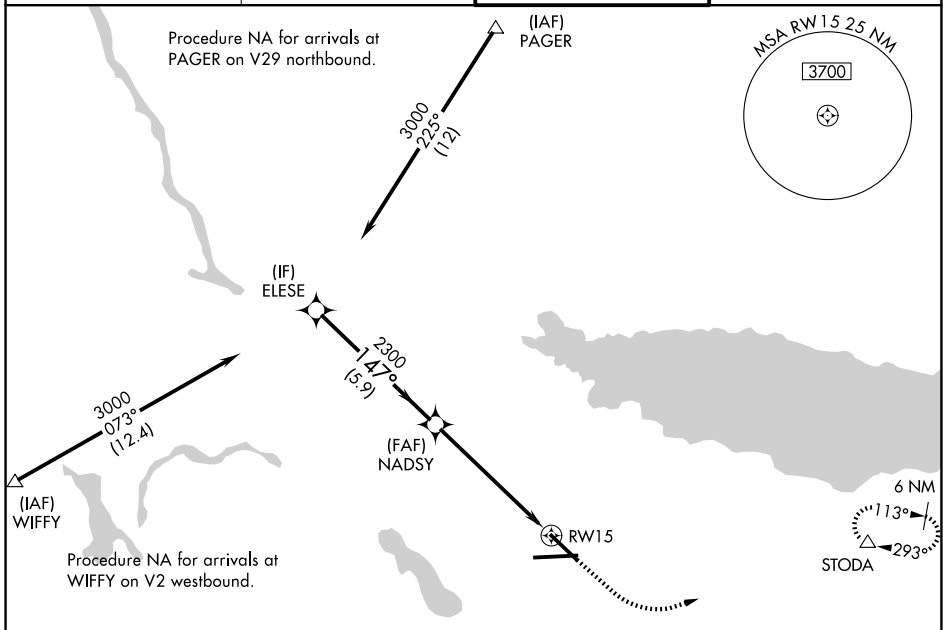 Procedure NA for arrivals at
PAGER on V29 northbound.
(IAF)
PAGER
MSA RW15 25 NM
3700
3000
225°
(12)
(IF)
ELESE
2300
147°
(5.9)
3000
073°
(12.4)
(FAF)
NADSY
(IAF)
WIFFY
6 NM
113°
293°
STODA
RW15
Procedure NA for arrivals at
WIFFY on V2 westbound.